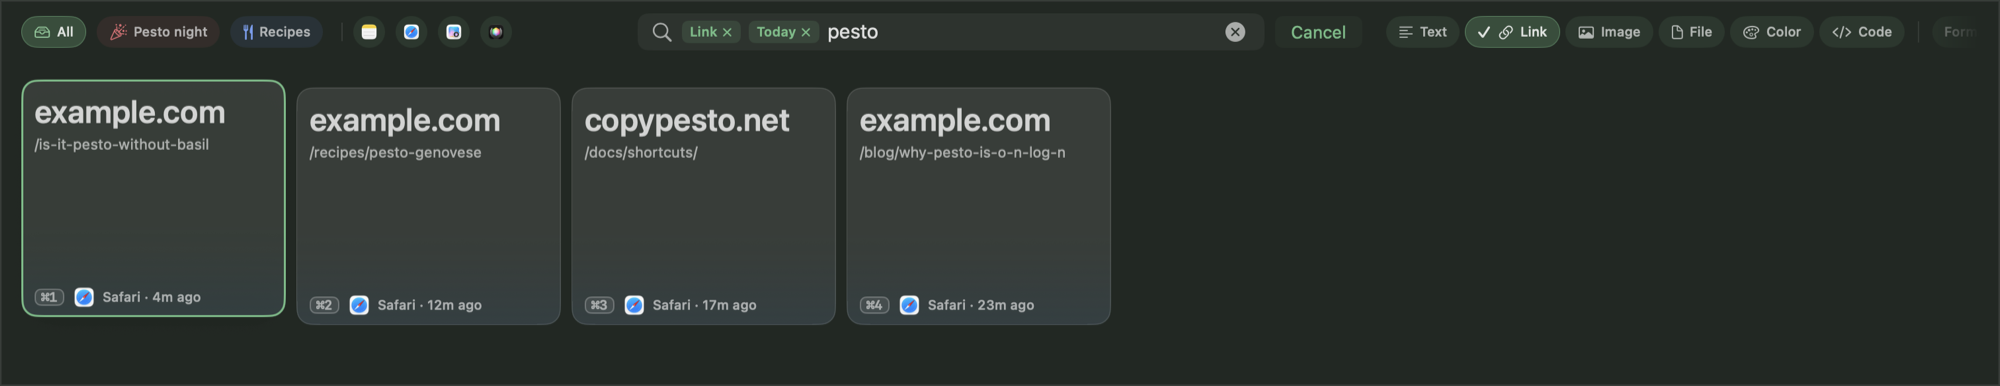 All
Pesto night
Recipes
Link ×
Today ×
pesto
Cancel
Text
Link
Image
File
Color
Code
example.com
/is-it-pesto-without-basil
⌘1
Safari · 4m ago
example.com
/recipes/pesto-genovese
⌘2
Safari · 12m ago
copypesto.net
/docs/shortcuts/
⌘3
Safari · 17m ago
example.com
/blog/why-pesto-is-o-n-log-n
⌘4
Safari · 23m ago